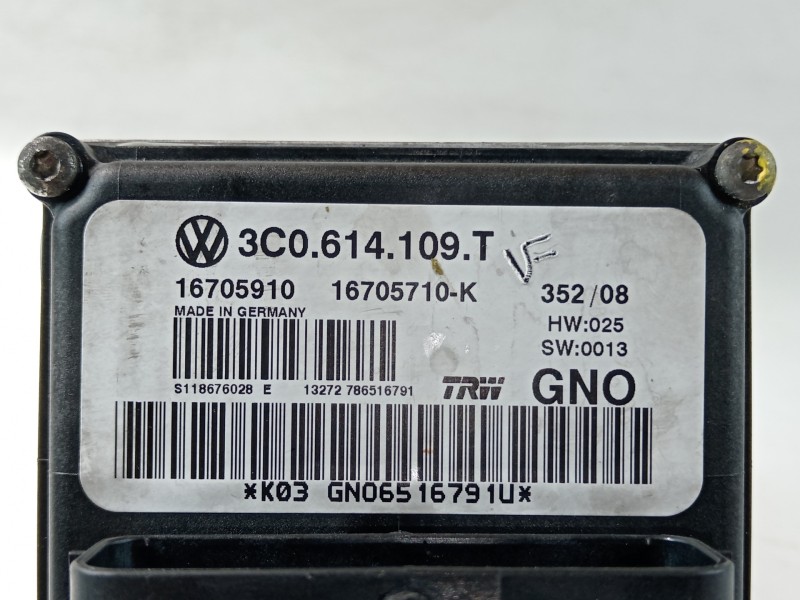 3C0.614.109.T VF
16705910 16705710-K 352/08
MADE IN GERMANY HW:025
SW:0013
S118676028 E 13272 786516791 TRW GNO
*K03 GN06516791U*